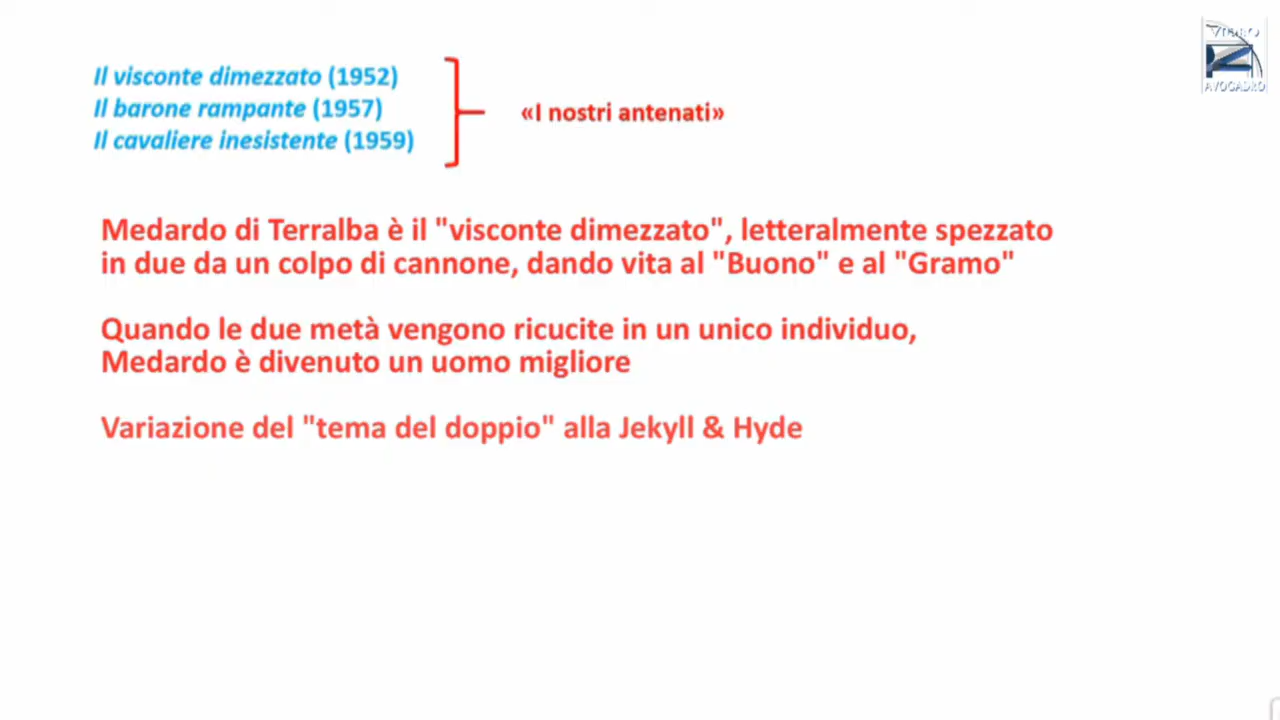 Il visconte dimezzato (1952)
Il barone rampante (1957)
Il cavaliere inesistente (1959)
«I nostri antenati»
Medardo di Terralba è il "visconte dimezzato", letteralmente spezzato
in due da un colpo di cannone, dando vita al "Buono" e al "Gramo"
Quando le due metà vengono ricucite in un unico individuo,
Medardo è divenuto un uomo migliore
Variazione del "tema del doppio" alla Jekyll & Hyde
AVOGADRO